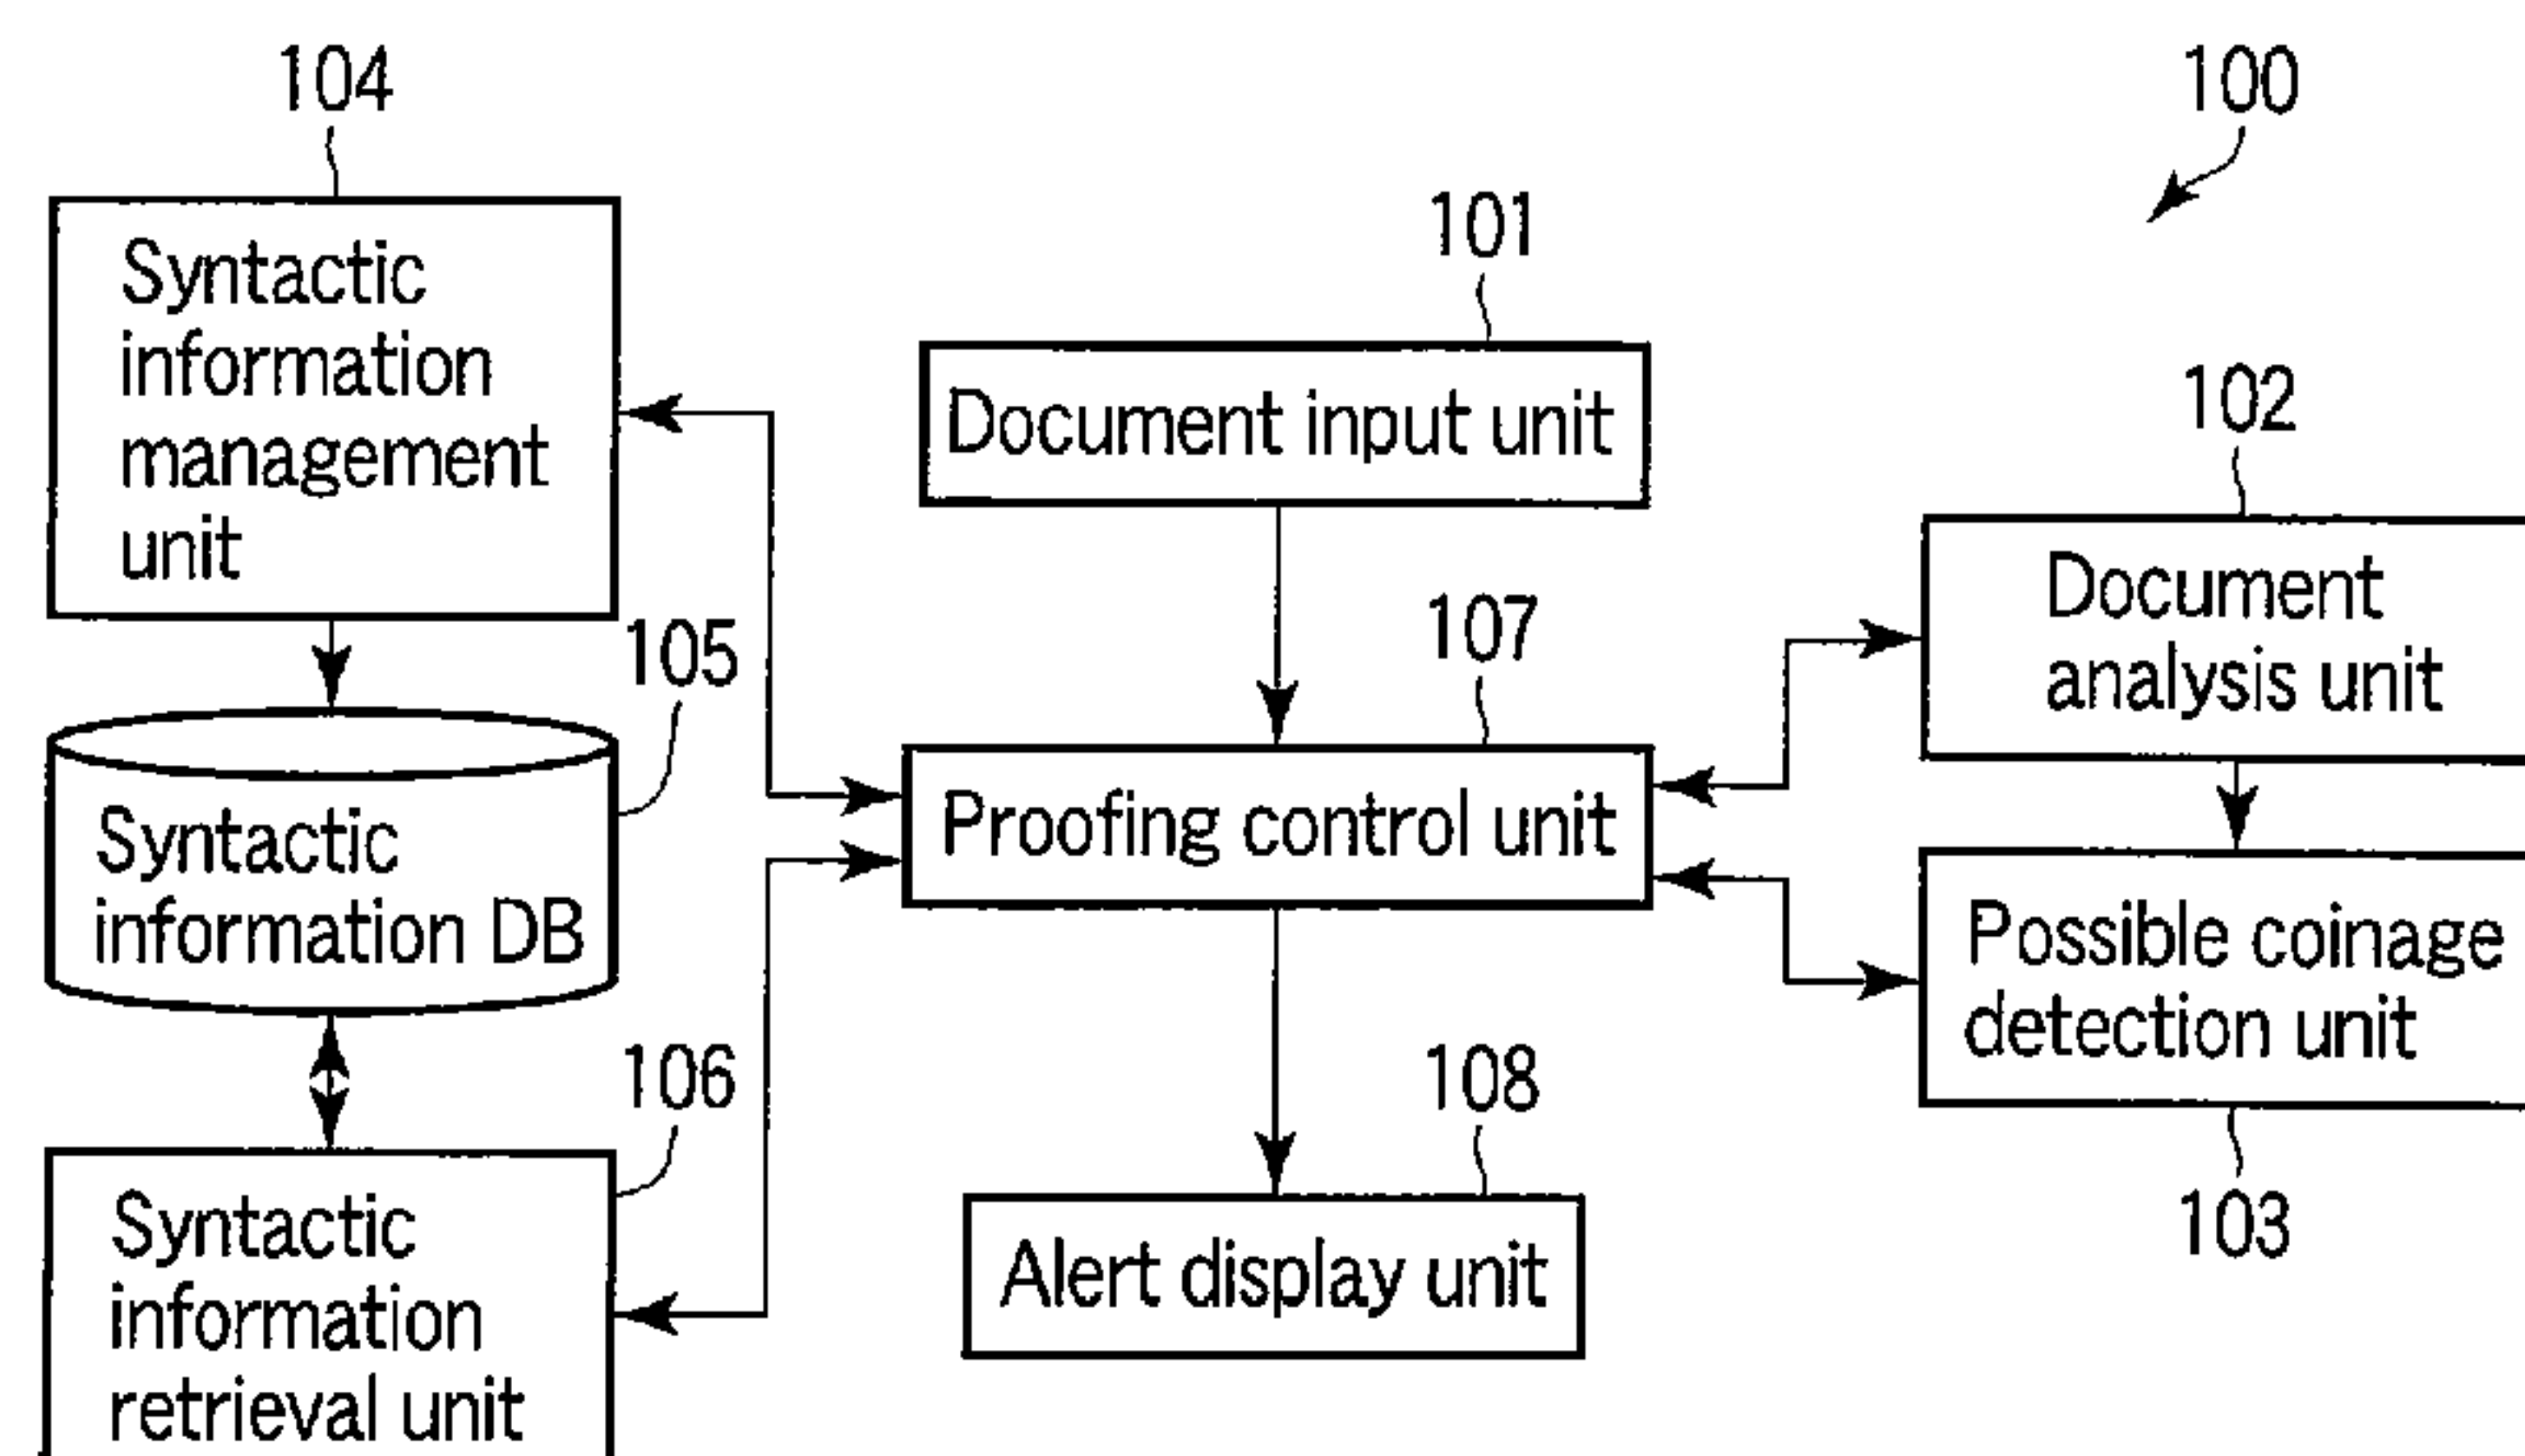 104
100
Syntactic
information
management
unit
101
Document input unit
102
Document
analysis unit
105
107
Syntactic
information DB
Proofing control unit
Possible coinage
detection unit
103
106
108
Syntactic
information
retrieval unit
Alert display unit